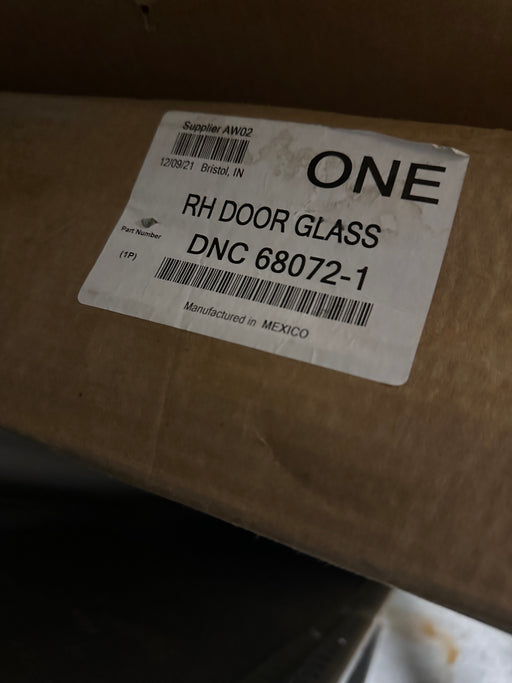 Supplier AW02
12/09/21 Bristol, IN
ONE
RH DOOR GLASS
Part Number
DNC 68072-1
(1P)
Manufactured in MEXICO